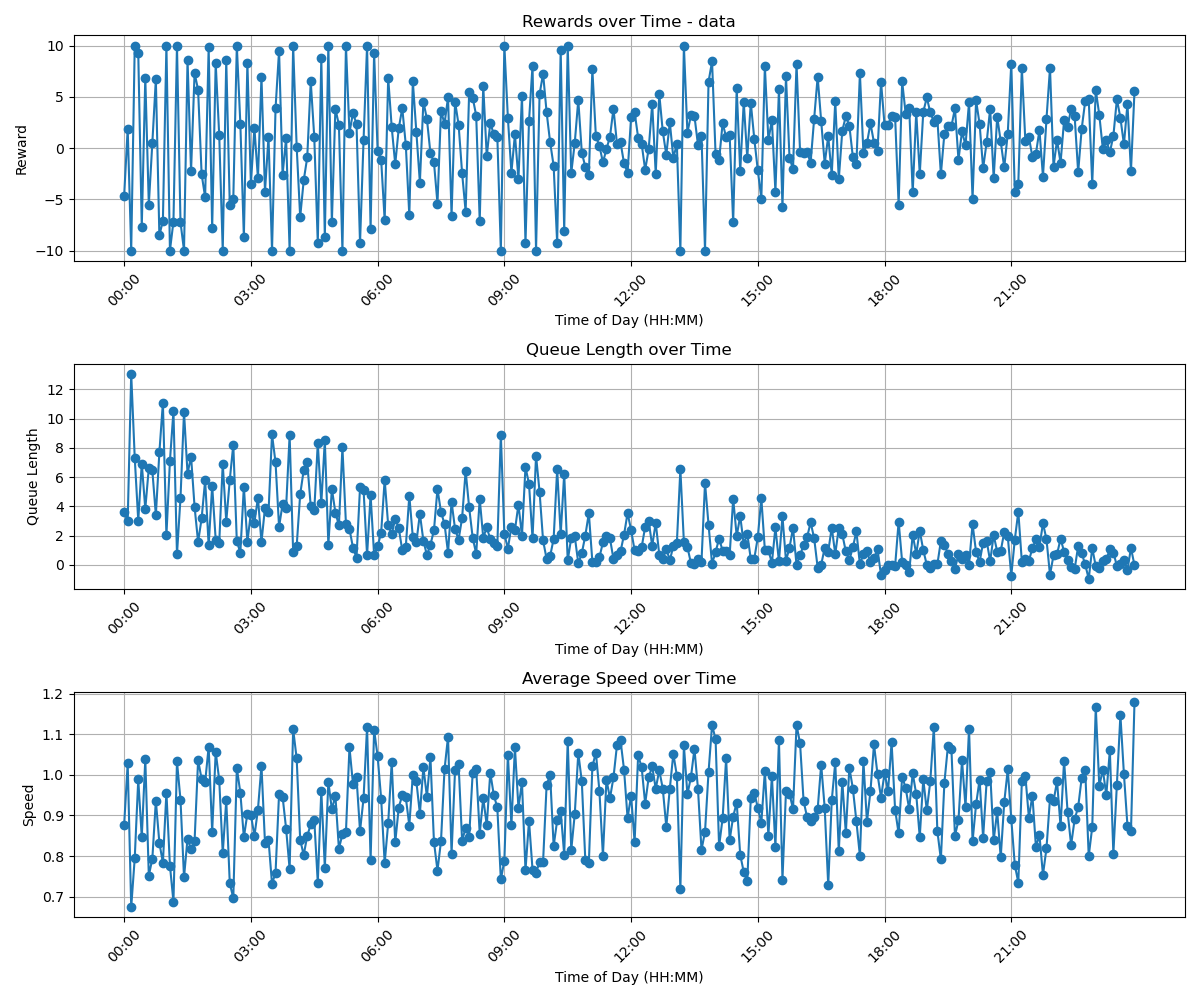 Rewards over Time - data
10
5
0
−5
−10
Reward
00:00 03:00 06:00 09:00 12:00 15:00 18:00 21:00
Time of Day (HH:MM)
Queue Length over Time
12
10
8
6
4
2
0
Queue Length
00:00 03:00 06:00 09:00 12:00 15:00 18:00 21:00
Time of Day (HH:MM)
Average Speed over Time
1.2
1.1
1.0
0.9
0.8
0.7
Speed
00:00 03:00 06:00 09:00 12:00 15:00 18:00 21:00
Time of Day (HH:MM)